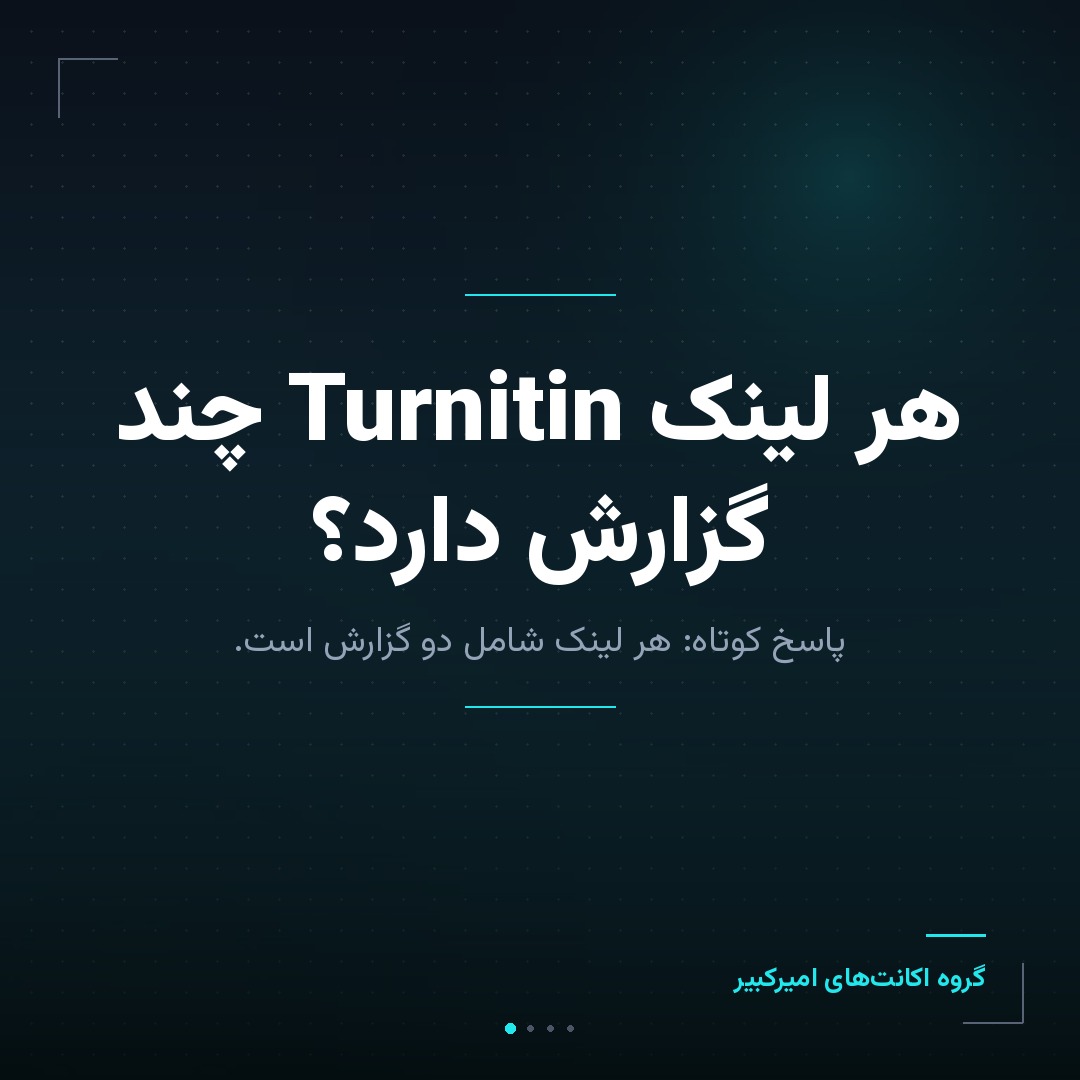 هر لینک Turnitin چند
گزارش دارد؟
پاسخ کوتاه: هر لینک شامل دو گزارش است.
گروه اکانت‌های امیرکبیر